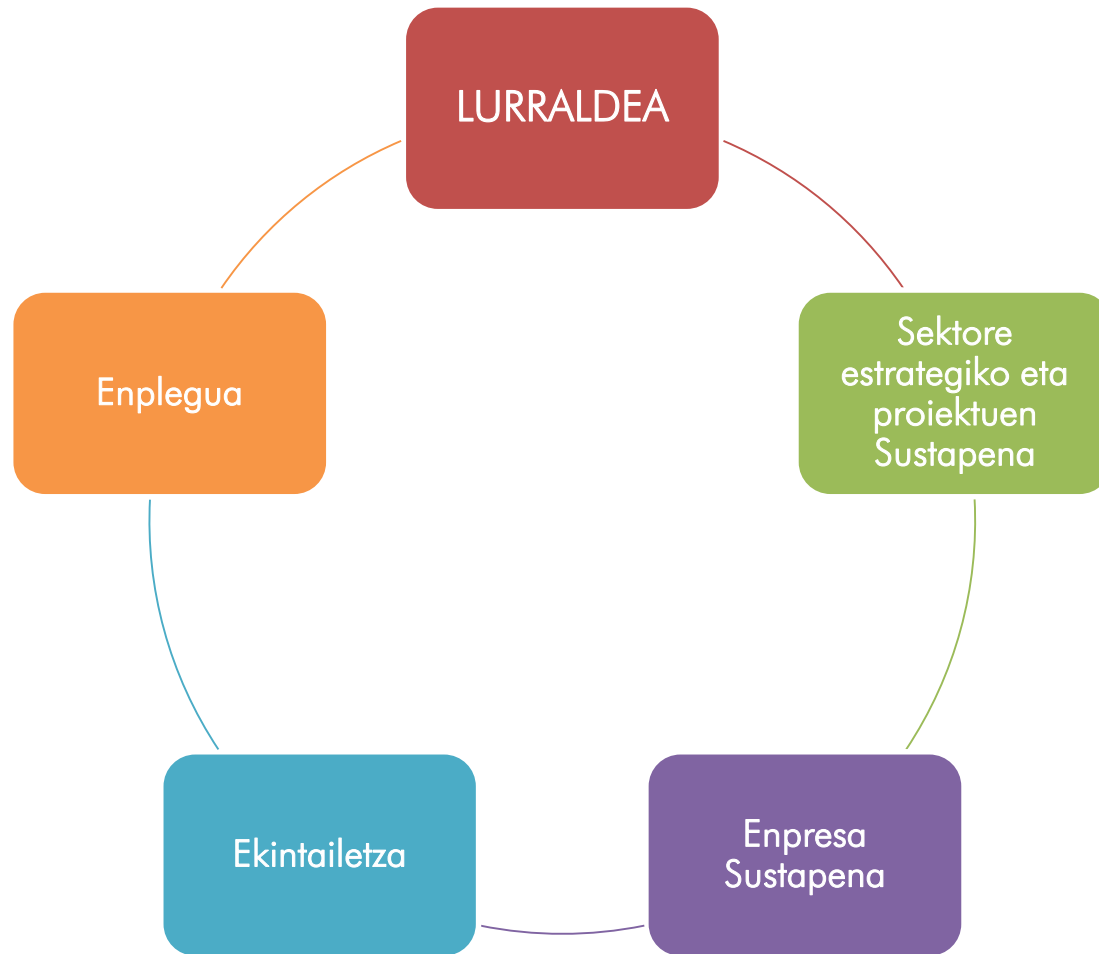 LURRALDEA
Sektore
estrategiko eta
proiektuen
Sustapena
Enpresa
Sustapena
Ekintailetza
Enplegua